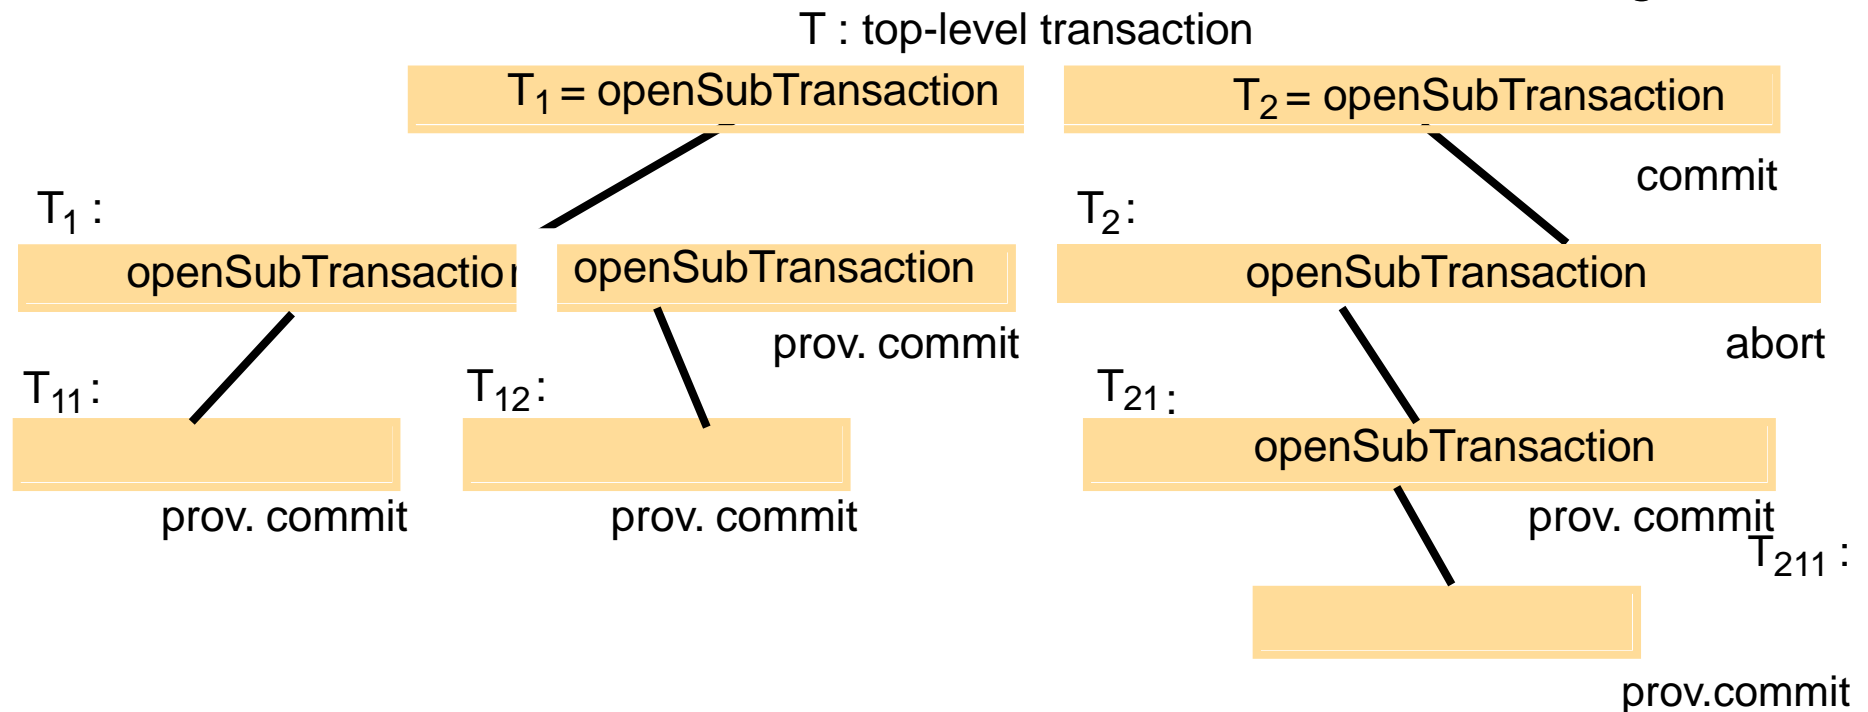 T : top-level transaction
T1 = openSubTransaction
T2 = openSubTransaction
commit
T1 :
T2 :
openSubTransaction
openSubTransaction
openSubTransaction
prov. commit
abort
T11 :
T12 :
T21 :
openSubTransaction
prov. commit
prov. commit
prov. commit
T211 :
prov.commit